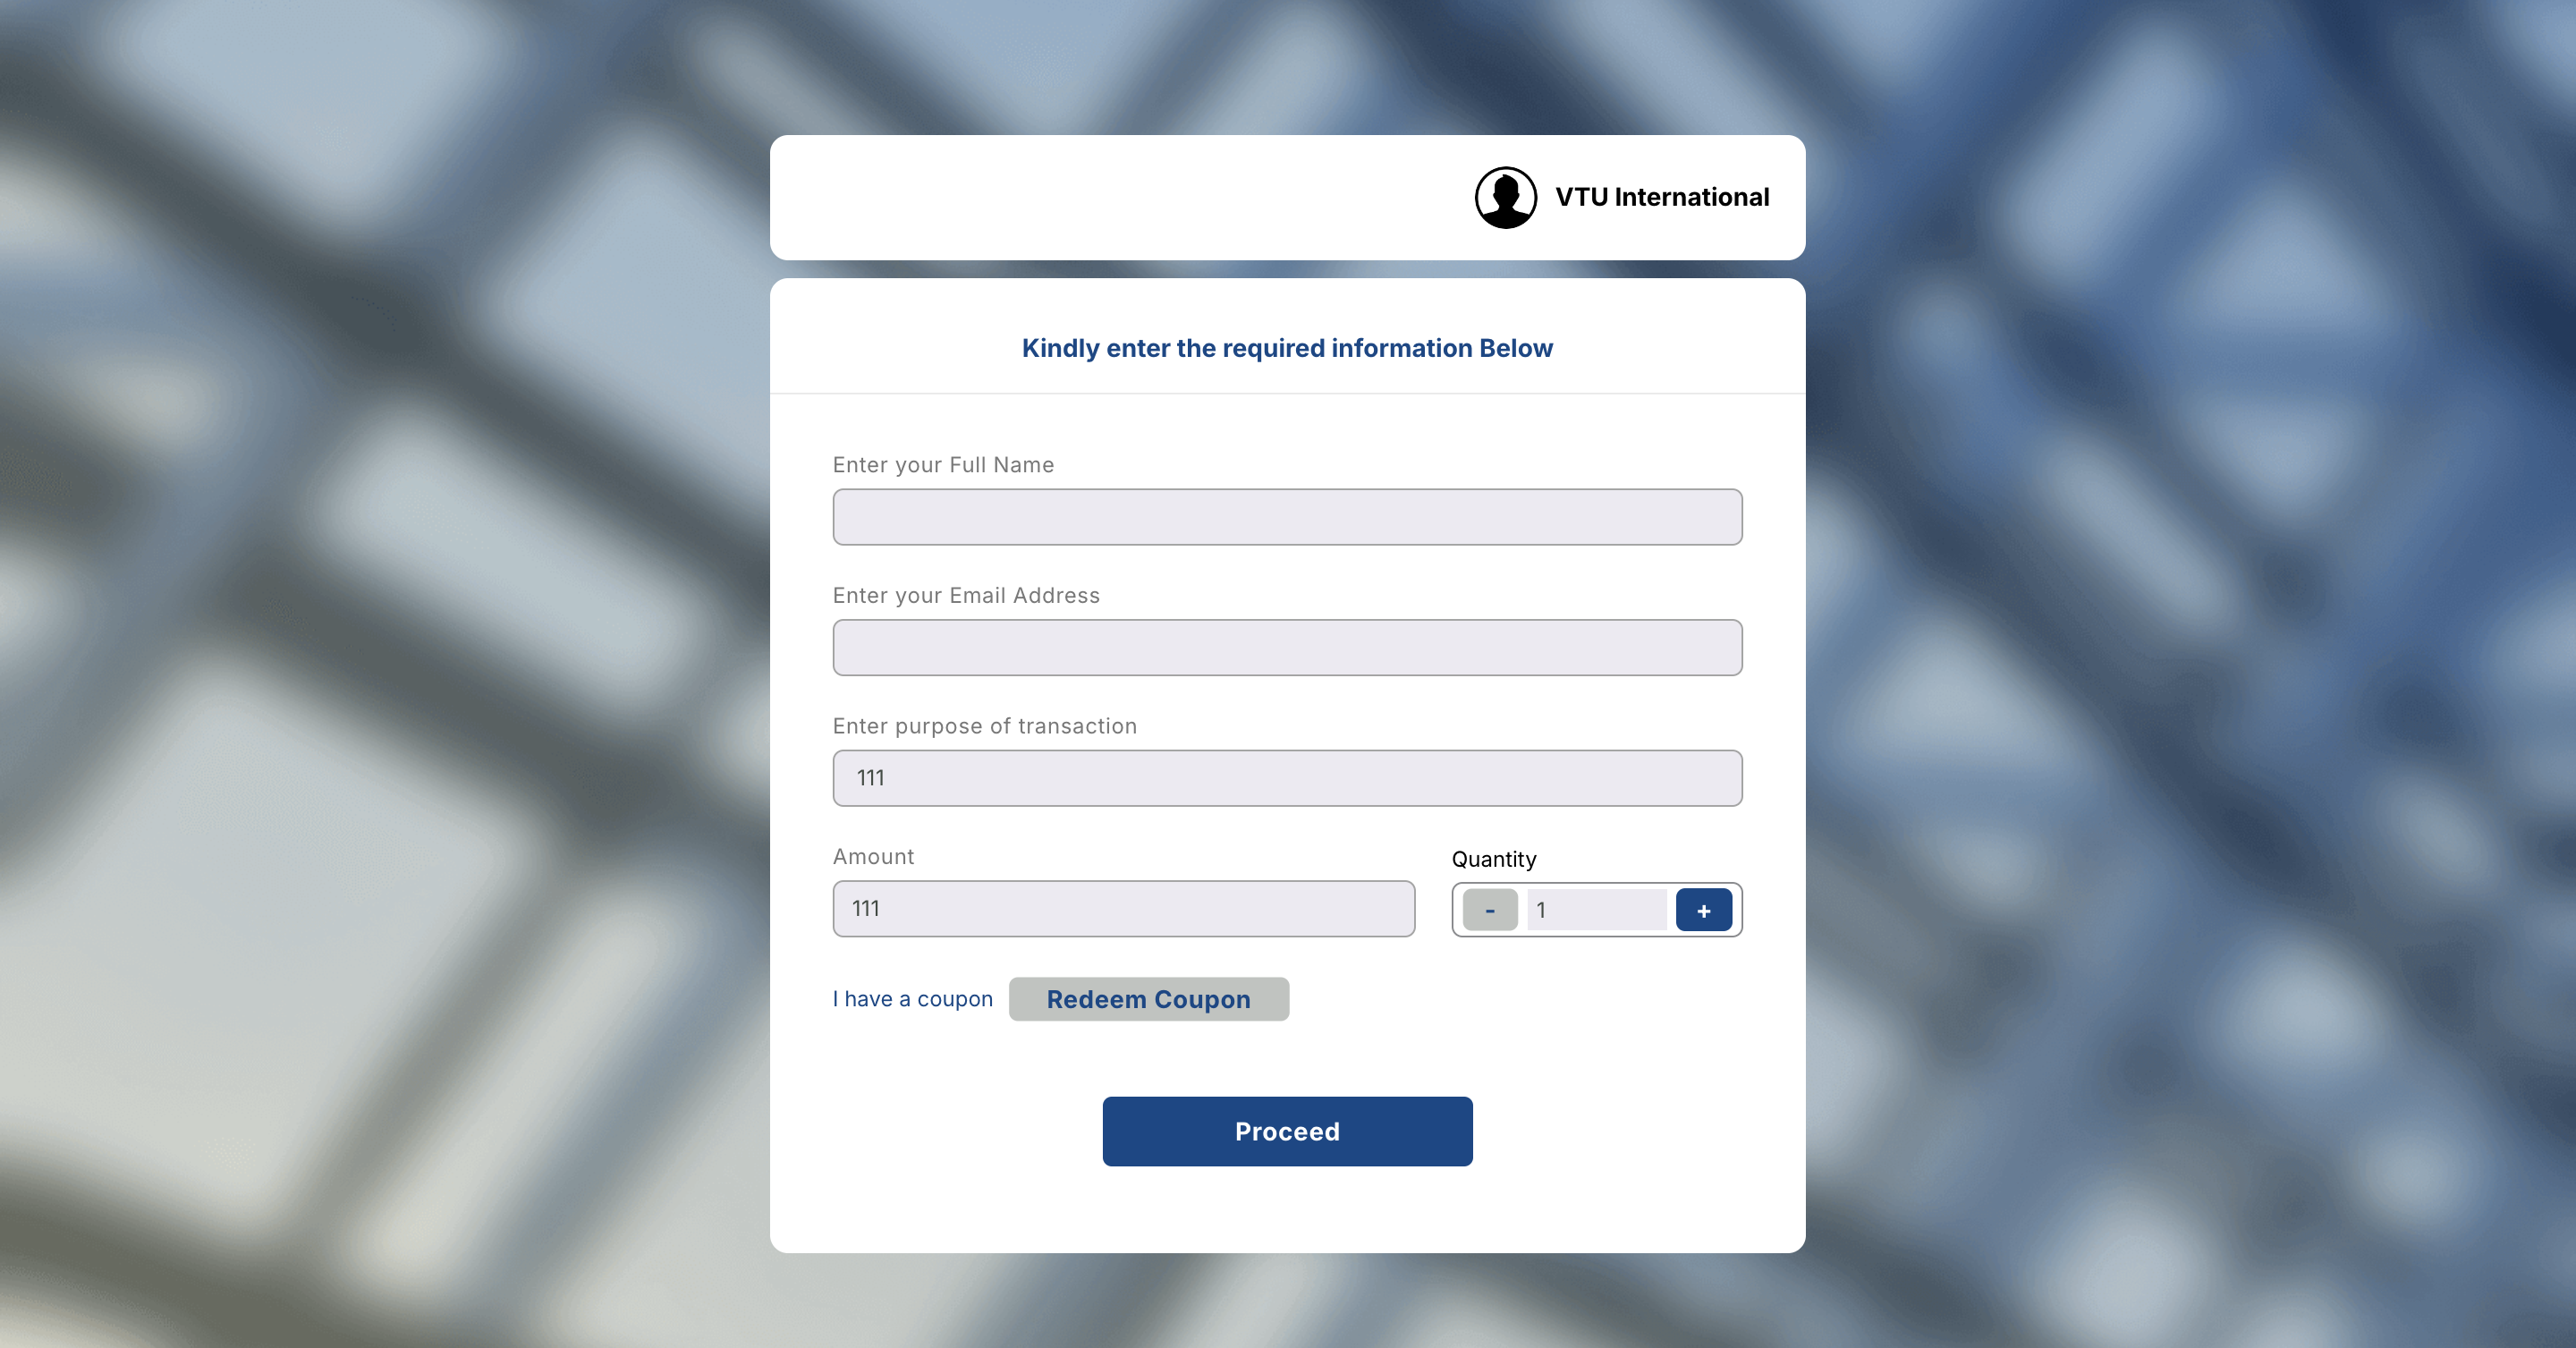 VTU International
Kindly enter the required information Below
Enter your Full Name
Enter your Email Address
Enter purpose of transaction
111
Amount
Quantity
111
- 1 +
I have a coupon Redeem Coupon
Proceed